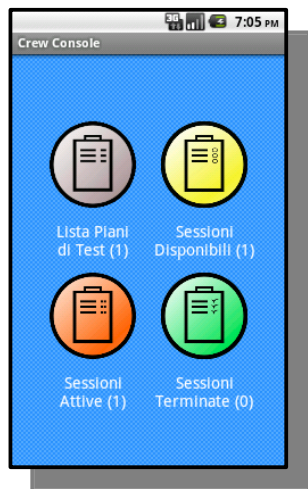 3G
7:05 PM
Crew Console
Lista Piani
di Test (1)
Sessioni
Disponibili (1)
Sessioni
Attive (1)
Sessioni
Terminate (0)